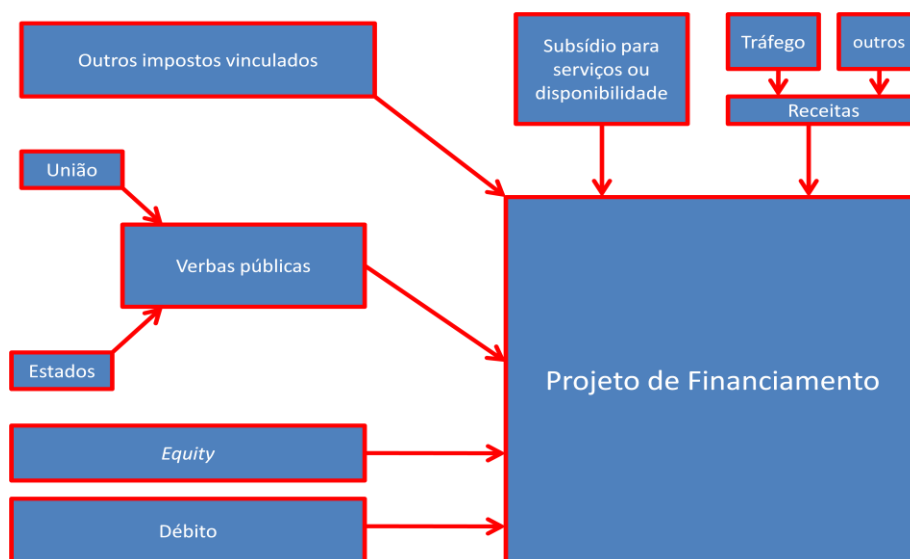 Outros impostos vinculados
Subsídio para
serviços ou
disponibilidade
Tráfego
outros
Receitas
União
Verbas públicas
Estados
Projeto de Financiamento
Equity
Débito